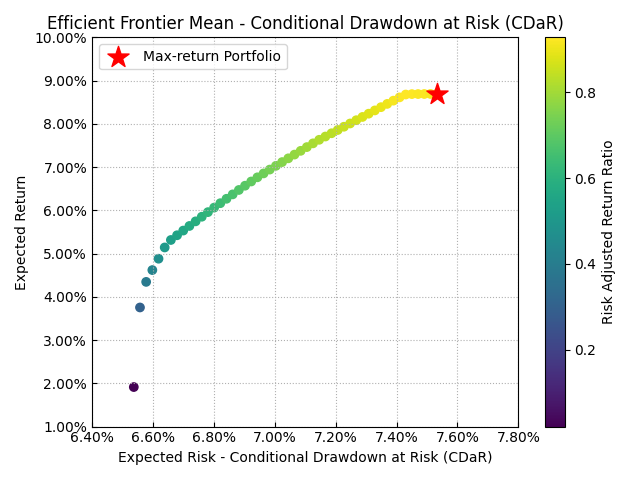 Efficient Frontier Mean - Conditional Drawdown at Risk (CDaR)
Max-return Portfolio
10.00%
9.00%
8.00%
7.00%
6.00%
5.00%
4.00%
3.00%
2.00%
1.00%
Expected Return
6.40% 6.60% 6.80% 7.00% 7.20% 7.40% 7.60% 7.80%
Expected Risk - Conditional Drawdown at Risk (CDaR)
0.8
0.6
0.4
0.2
Risk Adjusted Return Ratio